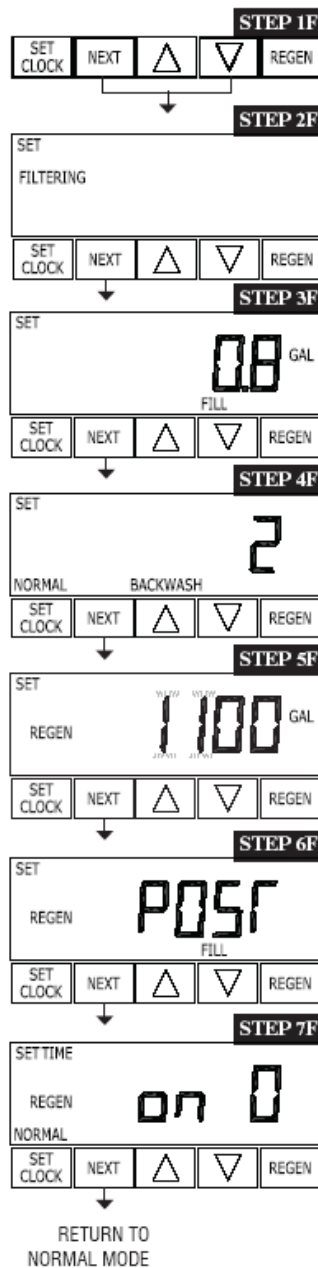 STEP 1F
SET CLOCK NEXT REGEN
STEP 2F
SET
FILTERING
SET CLOCK NEXT REGEN
STEP 3F
SET
0.8 GAL
FILL
SET CLOCK NEXT REGEN
STEP 4F
SET
2
NORMAL BACKWASH
SET CLOCK NEXT REGEN
STEP 5F
SET
REGEN 1100 GAL
SET CLOCK NEXT REGEN
STEP 6F
SET
REGEN POST
FILL
SET CLOCK NEXT REGEN
STEP 7F
SET TIME
REGEN on 0
NORMAL
SET CLOCK NEXT REGEN
RETURN TO
NORMAL MODE